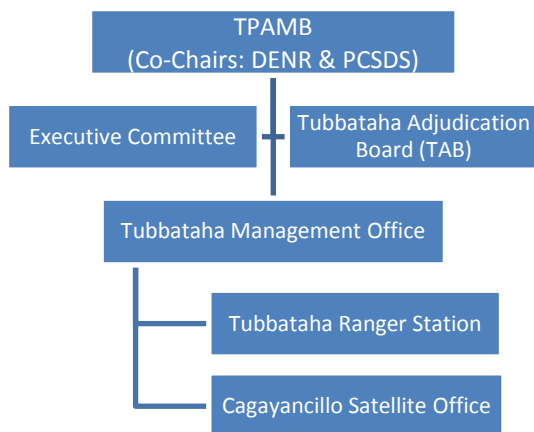 TPAMB
(Co-Chairs: DENR & PCSDS)
Executive Committee
Tubbataha Adjudication
Board (TAB)
Tubbataha Management Office
Tubbataha Ranger Station
Cagayancillo Satellite Office